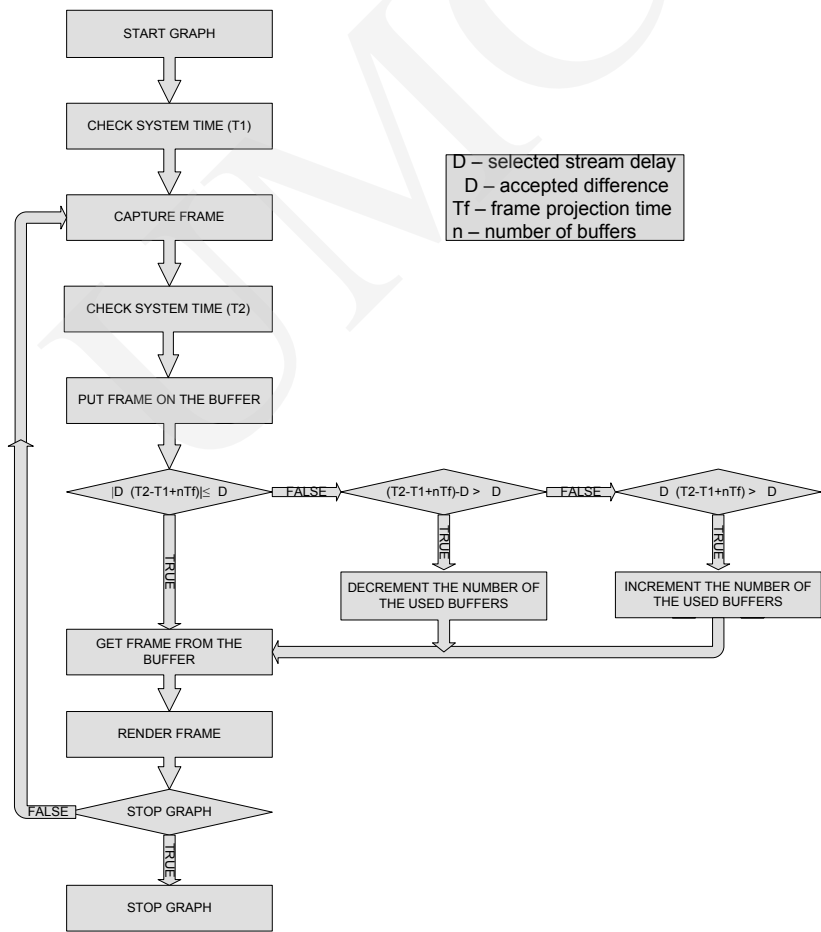 START GRAPH
CHECK SYSTEM TIME (T1)
D – selected stream delay
D – accepted difference
Tf – frame projection time
n – number of buffers
CAPTURE FRAME
CHECK SYSTEM TIME (T2)
PUT FRAME ON THE BUFFER
|D (T2-T1+nTf)|≤ D
FALSE
(T2-T1+nTf)-D > D
FALSE
D (T2-T1+nTf) > D
TRUE
TRUE
TRUE
DECREMENT THE NUMBER OF
THE USED BUFFERS
INCREMENT THE NUMBER OF
THE USED BUFFERS
GET FRAME FROM THE
BUFFER
RENDER FRAME
STOP GRAPH
FALSE
TRUE
STOP GRAPH
UMC